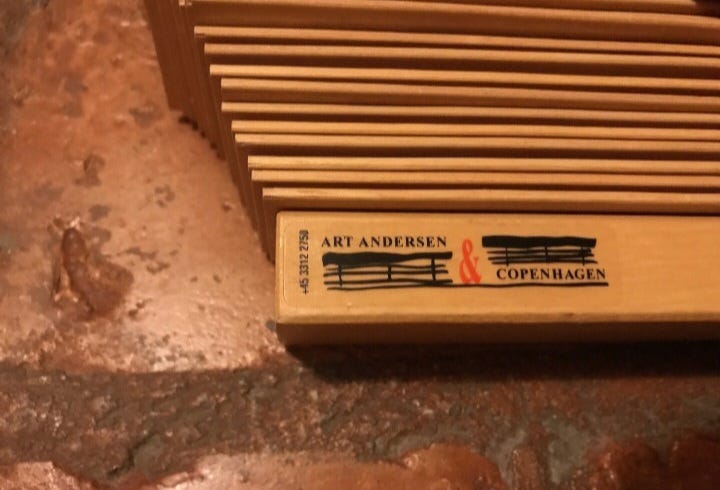 ART ANDERSEN
&
COPENHAGEN
+45 3312 2758